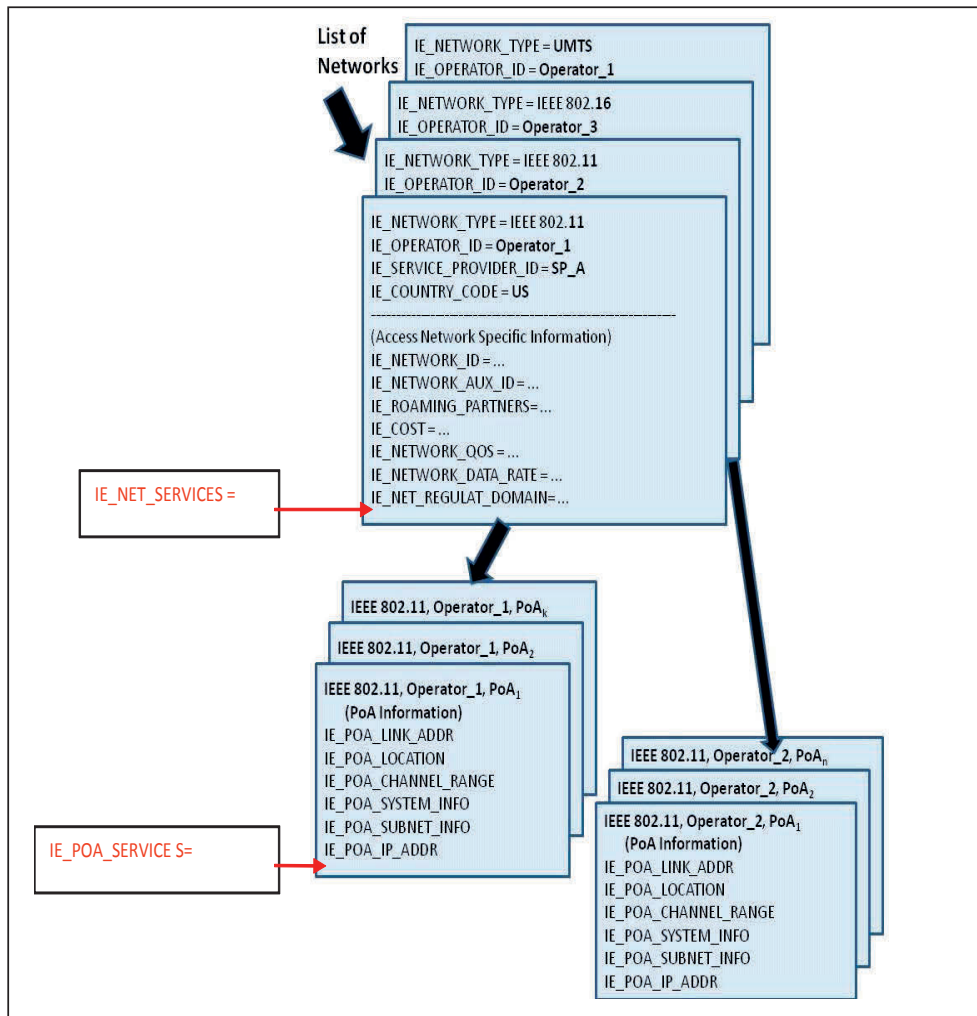 List of
Networks
IE_NETWORK_TYPE = UMTS
IE_OPERATOR_ID = Operator_1
IE_NETWORK_TYPE = IEEE 802.16
IE_OPERATOR_ID = Operator_3
IE_NETWORK_TYPE = IEEE 802.11
IE_OPERATOR_ID = Operator_2
IE_NETWORK_TYPE = IEEE 802.11
IE_OPERATOR_ID = Operator_1
IE_SERVICE_PROVIDER_ID= SP_A
IE_COUNTRY_CODE = US
(Access Network Specific Information)
IE_NETWORK_ID = ...
IE_NETWORK_AUX_ID = ...
IE_ROAMING_PARTNERS= ...
IE_COST = ...
IE_NETWORK_QOS = ...
IE_NETWORK_DATA_RATE = ...
IE_NET_REGULAT_DOMAIN= ...
IE_NET_SERVICES =
IEEE 802.11, Operator_1, PoAk
IEEE 802.11, Operator_1, PoA2
IEEE 802.11, Operator_1, PoA1
(PoA Information)
IE_POA_LINK_ADDR
IE_POA_LOCATION
IE_POA_CHANNEL_RANGE
IE_POA_SYSTEM_INFO
IE_POA_SUBNET_INFO
IE_POA_IP_ADDR
IE_POA_SERVICE S=
IEEE 802.11, Operator_2, PoAn
IEEE 802.11, Operator_2, PoA2
IEEE 802.11, Operator_2, PoA1
(PoA Information)
IE_POA_LINK_ADDR
IE_POA_LOCATION
IE_POA_CHANNEL_RANGE
IE_POA_SYSTEM_INFO
IE_POA_SUBNET_INFO
IE_POA_IP_ADDR